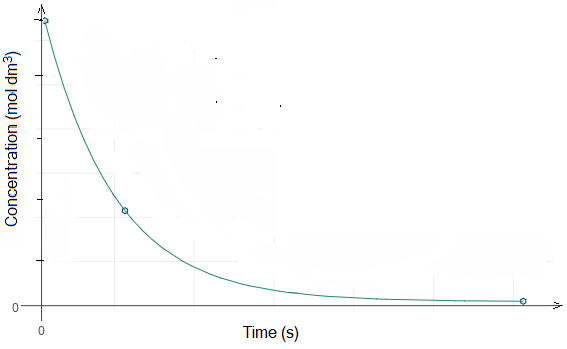 Concentration (mol dm³)
0
0
Time (s)